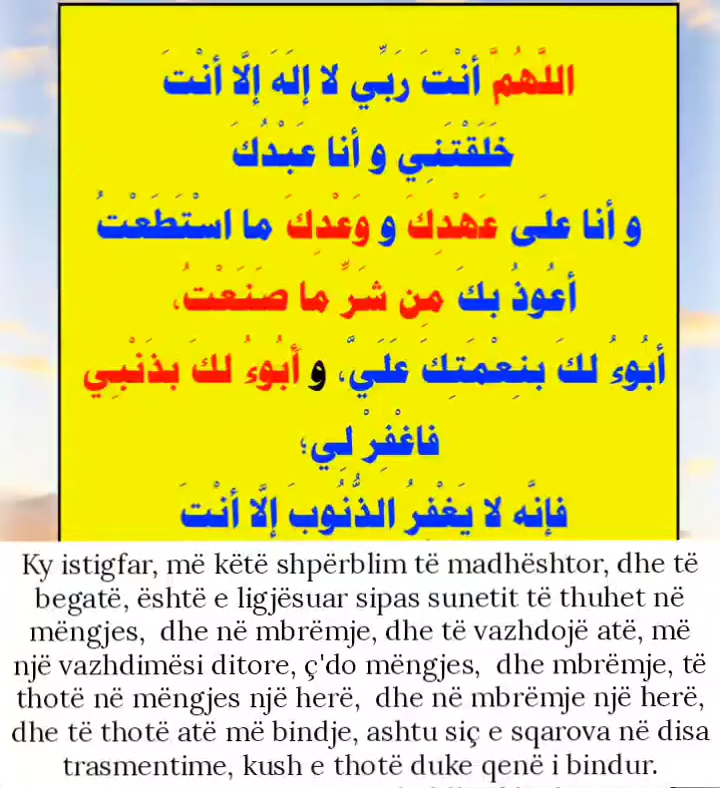 اللَّهُمَّ أَنْتَ رَبِّي لا إِلَهَ إِلَّا أَنْتَ
خَلَقْتَنِي و أنا عَبْدُكَ
و أنا علَى عَهْدِكَ و وَعْدِكَ ما اسْتَطَعْتُ
أعُوذُ بكَ مِن شَرِّ ما صَنَعْتُ،
أبُوءُ لكَ بنِعْمَتِكَ عَلَيَّ، و أَبُوءُ لكَ بذَنْبِي
فاغْفِرْ لي؛
فإنَّه لا يَغْفِرُ الذُّنُوبَ إلَّا أنْتَ
Ky istigfar, më këtë shpërblim të madhështor, dhe të
begatë, është e ligjësuar sipas sunetit të thuhet në
mëngjes, dhe në mbrëmje, dhe të vazhdojë atë, më
një vazhdimësi ditore, ç'do mëngjes, dhe mbrëmje, të
thotë në mëngjes një herë, dhe në mbrëmje një herë,
dhe të thotë atë më bindje, ashtu siç e sqarova në disa
trasmentime, kush e thotë duke qenë i bindur.